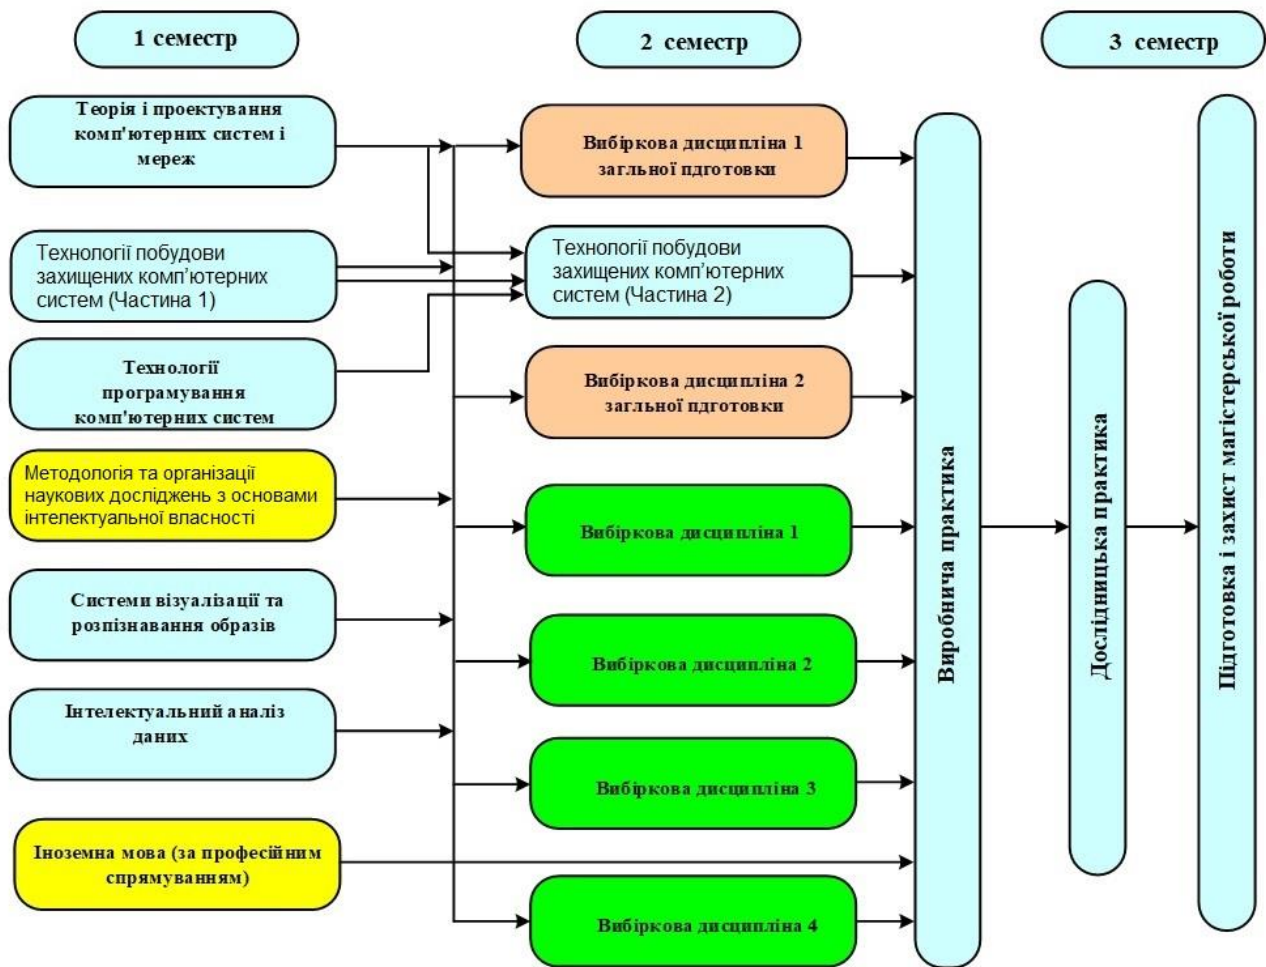 1 семестр
2 семестр
3 семестр
Теорія і проектування
комп'ютерних систем і
мереж
Технології побудови
захищених комп’ютерних
систем (Частина 1)
Технології
програмування
комп'ютерних систем
Методологія та організації
наукових досліджень з основами
інтелектуальної власності
Системи візуалізації та
розпізнавання образів
Інтелектуальний аналіз
даних
Іноземна мова (за професійним
спрямуванням)
Вибіркова дисципліна 1
загльної пдготовки
Технології побудови
захищених комп’ютерних
систем (Частина 2)
Вибіркова дисципліна 2
загльної пдготовки
Вибіркова дисципліна 1
Вибіркова дисципліна 2
Вибіркова дисципліна 3
Вибіркова дисципліна 4
Виробнича практика
Дослідницька практика
Підготовка і захист магістерської роботи